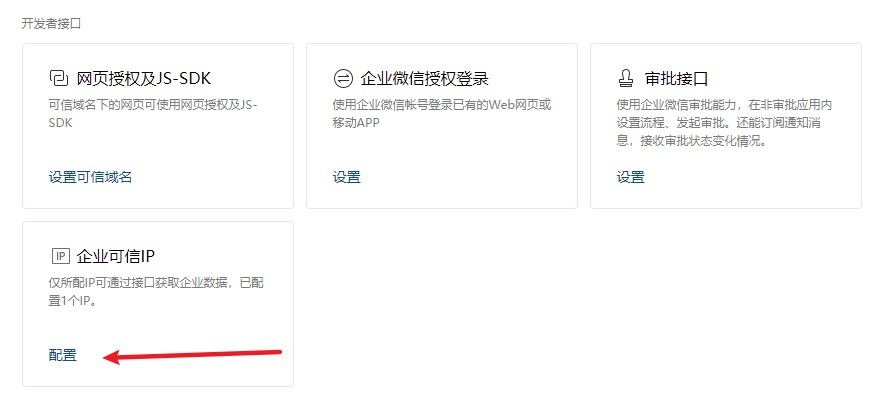 开发者接口
网页授权及JS-SDK
可信域名下的网页可使用网页授权及JS-
SDK
设置可信域名
企业微信授权登录
使用企业微信帐号登录已有的Web网页或
移动APP
设置
审批接口
使用企业微信审批能力，在非审批应用内
设置流程、发起审批。还能订阅通知消
息，接收审批状态变化情况。
设置
IP 企业可信IP
仅所配IP可通过接口获取企业数据，已配
置1个IP。
配置